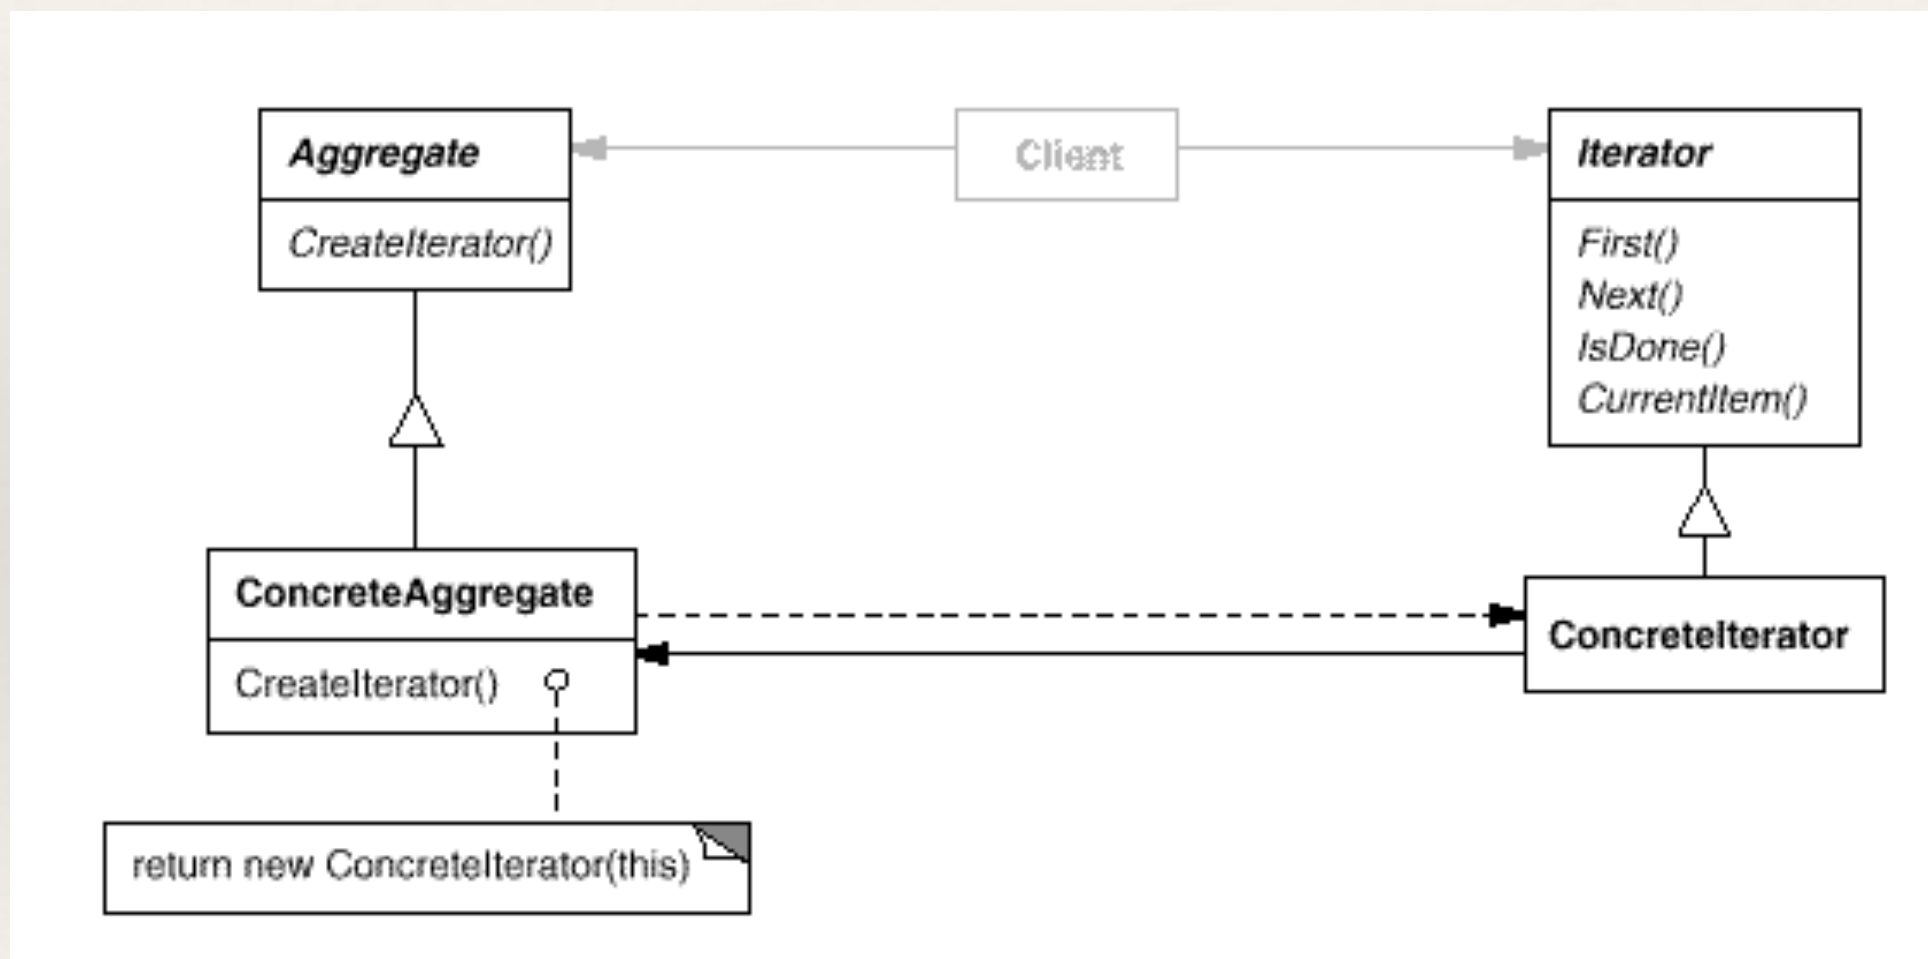 Aggregate
CreateIterator()
Client
Iterator
First()
Next()
IsDone()
CurrentItem()
ConcreteAggregate
CreateIterator()
ConcreteIterator
return new ConcreteIterator(this)